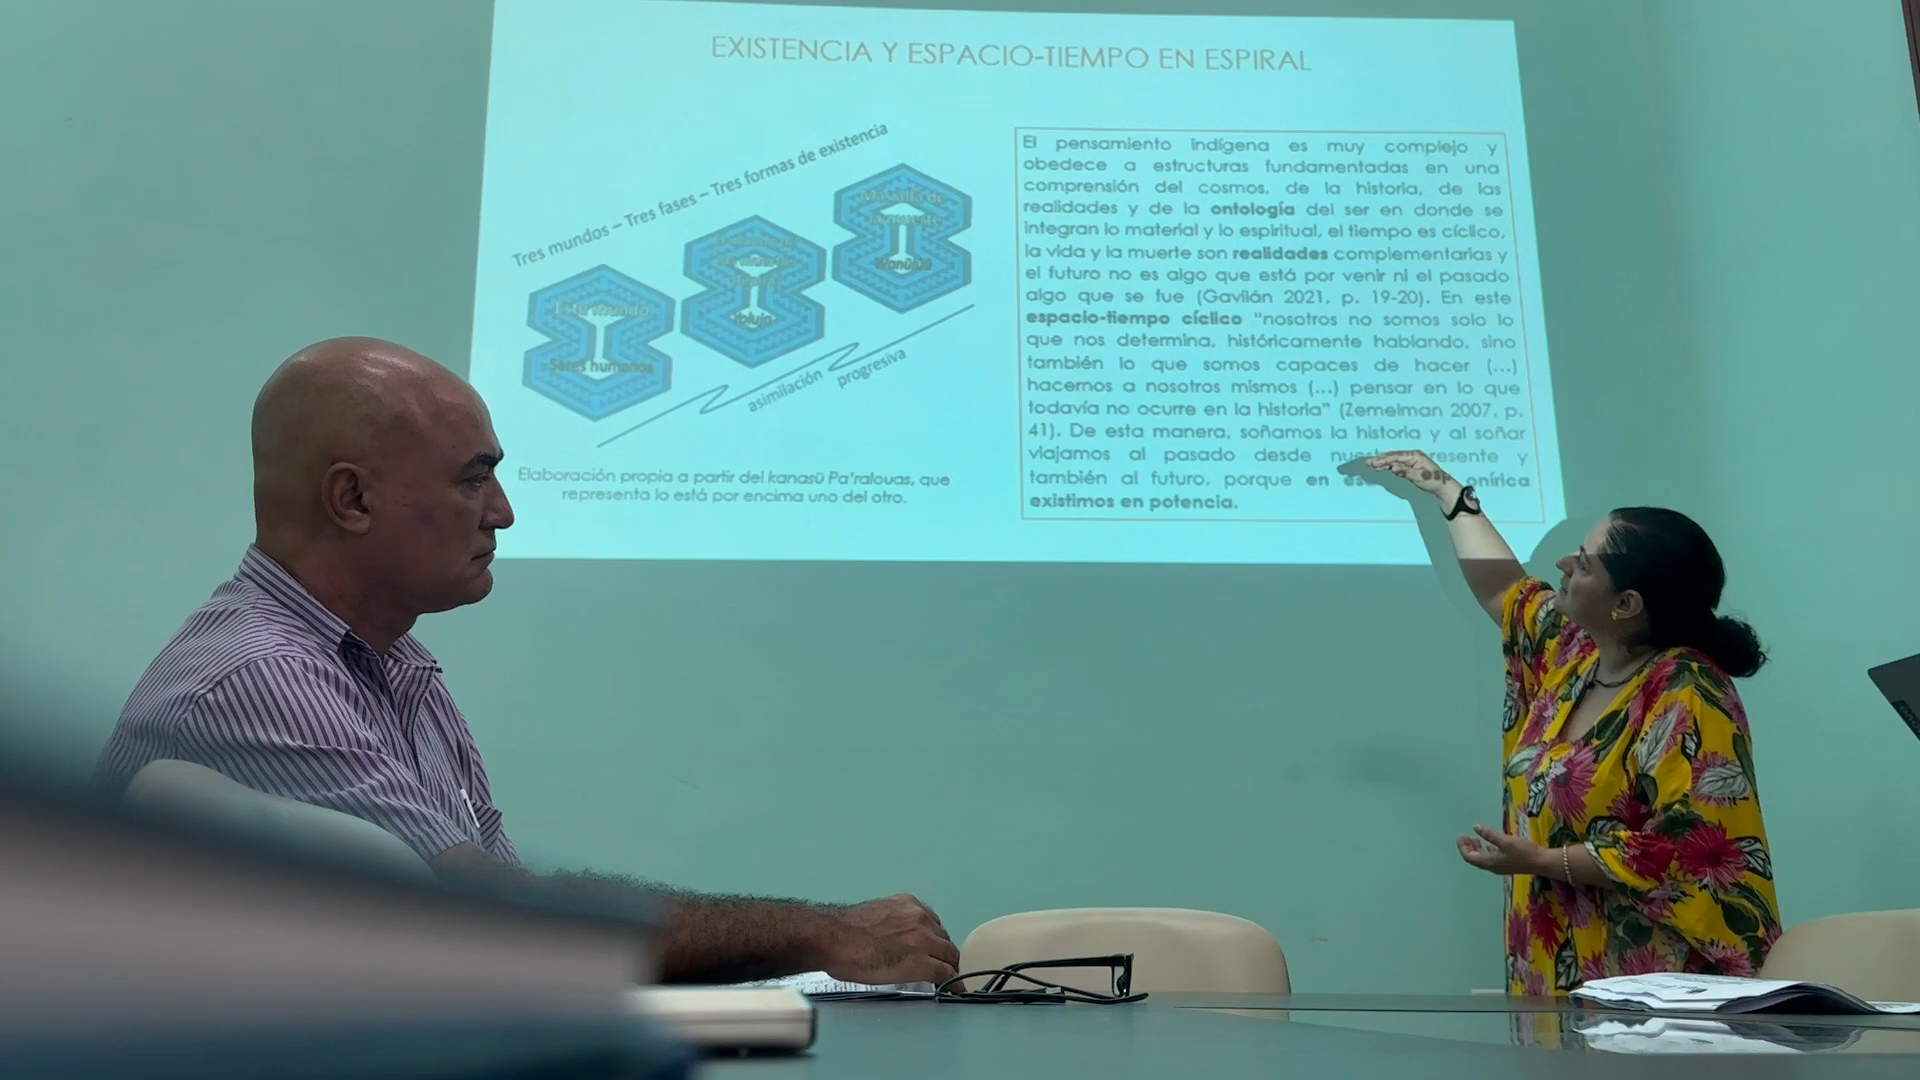 EXISTENCIA Y ESPACIO-TIEMPO EN ESPIRAL
Tres mundos – Tres fases – Tres formas de existencia
Este mundo
Seres humanos
Yolujа
Wanülüü
asimilación progresiva
Elaboración propia a partir del kanasü Pa'ralouas, que
representa lo está por encima uno del otro.
El pensamiento indígena es muy complejo y
obedece a estructuras fundamentadas en una
comprensión del cosmos, de la historia, de las
realidades y de la ontología del ser en donde se
integran lo material y lo espiritual, el tiempo es cíclico,
la vida y la muerte son realidades complementarias y
el futuro no es algo que está por venir ni el pasado
algo que se fue (Gavilán 2021, p. 19-20). En este
espacio-tiempo cíclico "nosotros no somos solo lo
que nos determina, históricamente hablando, sino
también lo que somos capaces de hacer (...)
hacernos a nosotros mismos (...) pensar en lo que
todavía no ocurre en la historia" (Zemelman 2007, p.
41). De esta manera, soñamos la historia y al soñar
viajamos al pasado desde presente y
también al futuro, porque en onírica
existimos en potencia.